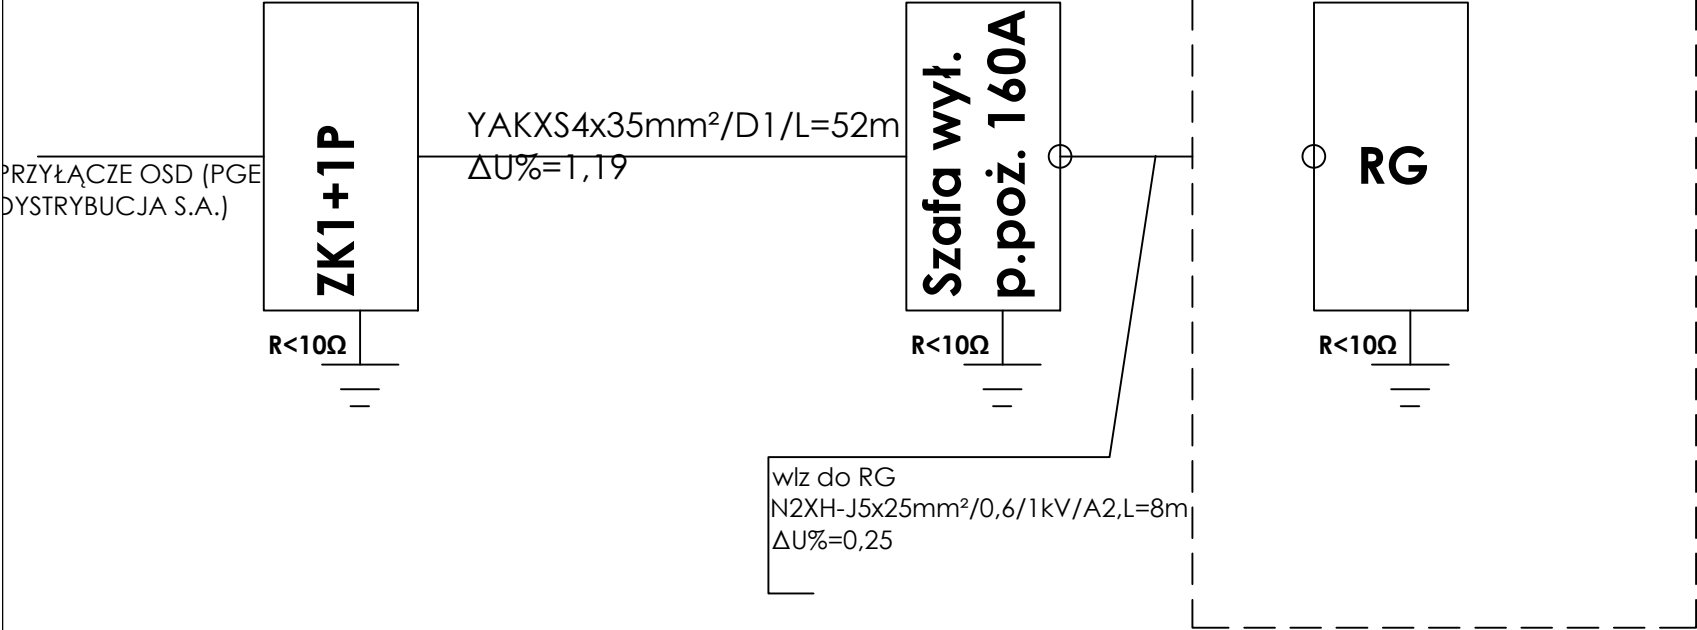 PRZYŁĄCZE OSD (PGE
DYSTRYBUCJA S.A.)
ZK1+1P
R<10Ω
YAKXS4x35mm²/D1/L=52m
ΔU%=1,19
Szafa wył.
p.poż. 160A
R<10Ω
wlz do RG
N2XH-J5x25mm²/0,6/1kV/A2,L=8m
ΔU%=0,25
RG
R<10Ω